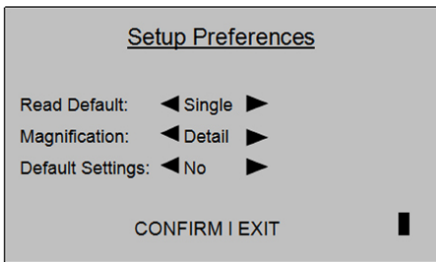 Setup Preferences
Read Default: ◀ Single ▶
Magnification: ◀ Detail ▶
Default Settings: ◀ No ▶
CONFIRM I EXIT